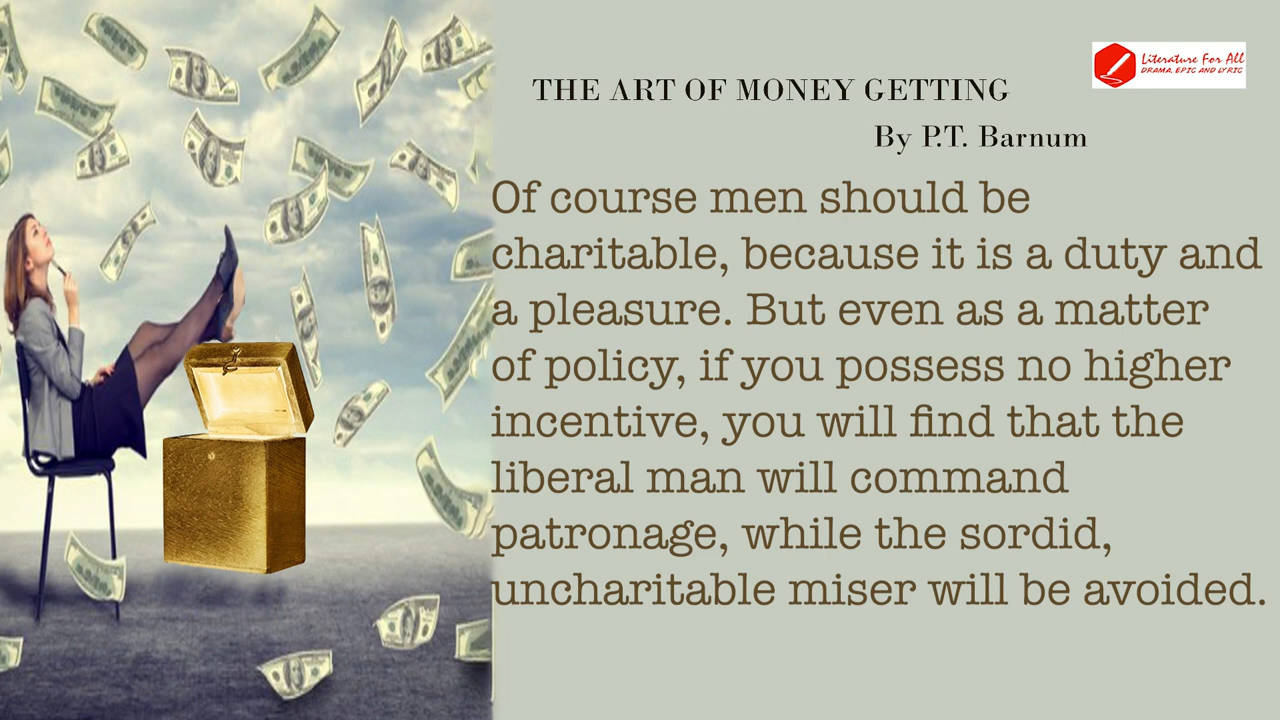 Literature For All
DRAMA, EPIC AND LYRIC
THE ART OF MONEY GETTING
By P.T. Barnum
Of course men should be
charitable, because it is a duty and
a pleasure. But even as a matter
of policy, if you possess no higher
incentive, you will find that the
liberal man will command
patronage, while the sordid,
uncharitable miser will be avoided.